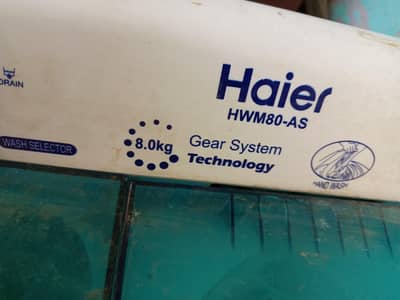 Haier
HWM80-AS
DRAIN
WASH SELECTOR
8.0kg
Gear System
Technology
HAND WASH